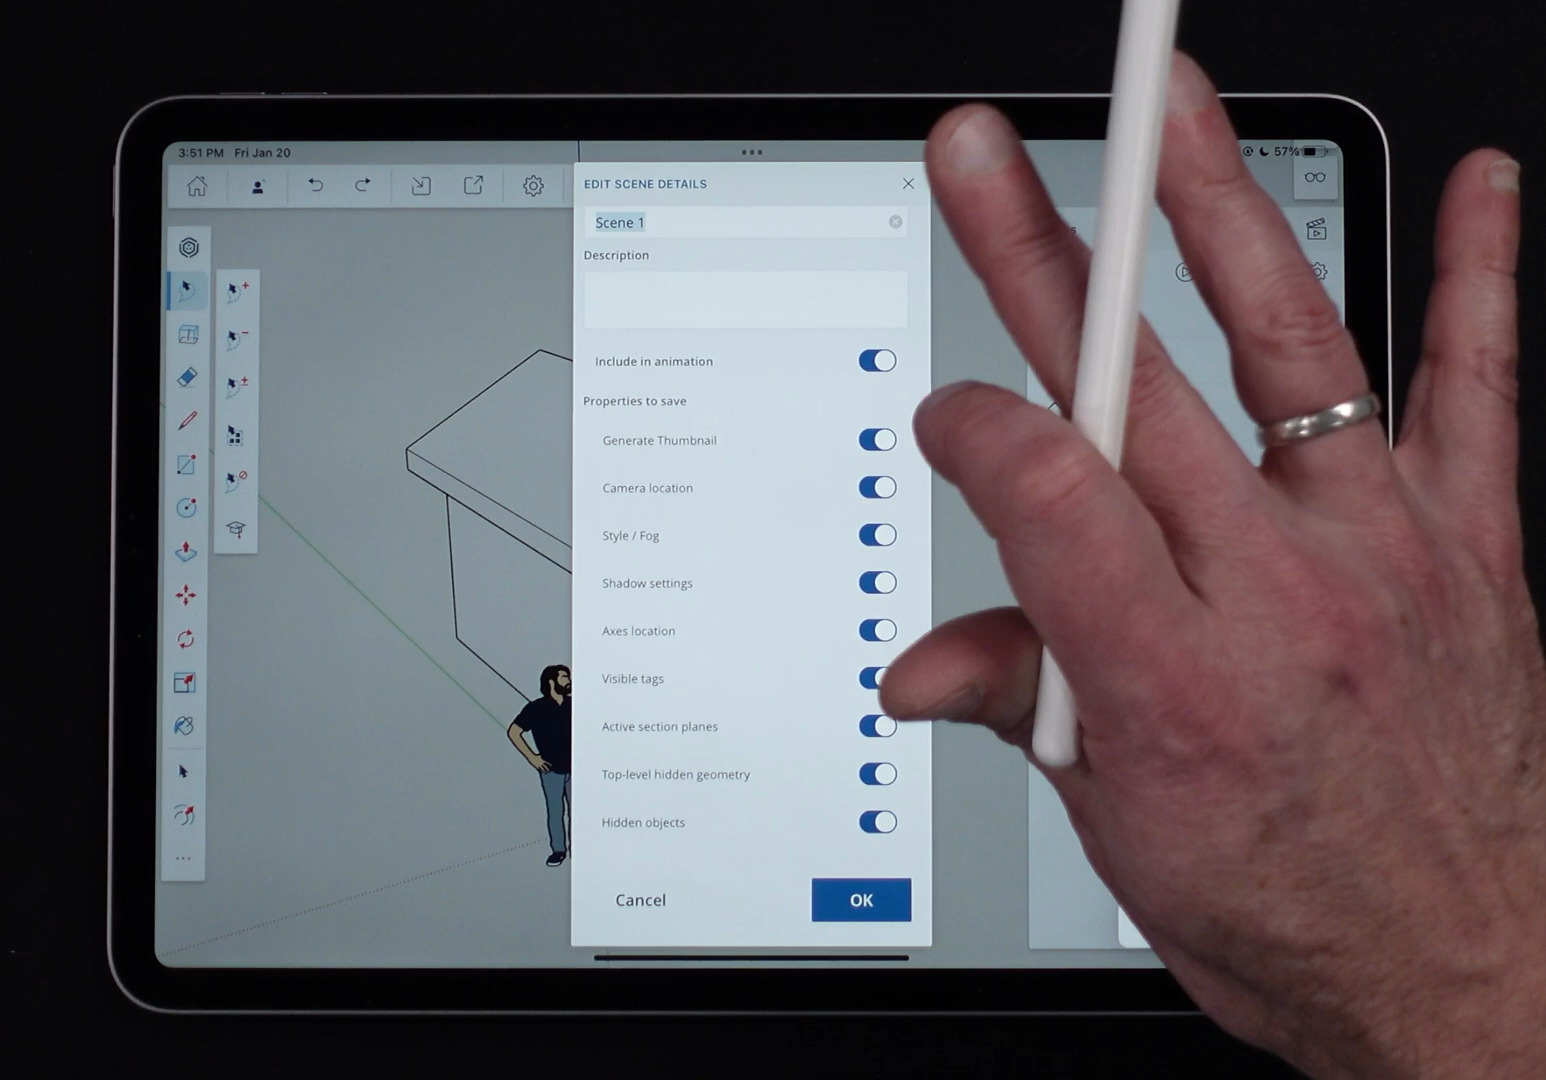 3:51 PM Fri Jan 20
57%
EDIT SCENE DETAILS
Scene 1
Description
Include in animation
Properties to save
Generate Thumbnail
Camera location
Style / Fog
Shadow settings
Axes location
Visible tags
Active section planes
Top-level hidden geometry
Hidden objects
Cancel
OK